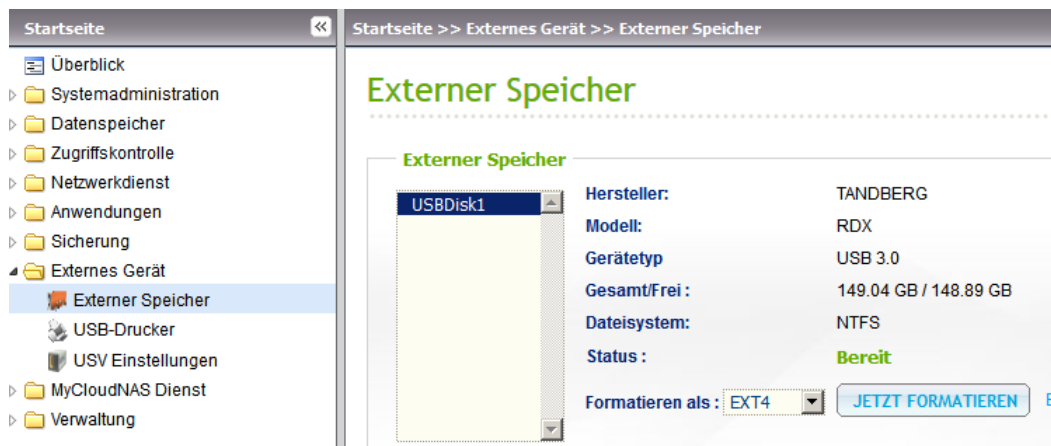 Startseite
Startseite >> Externes Gerät >> Externer Speicher
Überblick
Systemadministration
Datenspeicher
Zugriffskontrolle
Netzwerkdienst
Anwendungen
Sicherung
Externes Gerät
Externer Speicher
USB-Drucker
USV Einstellungen
MyCloudNAS Dienst
Verwaltung
Externer Speicher
Externer Speicher
USBDisk1
Hersteller: TANDBERG
Modell: RDX
Gerätetyp USB 3.0
Gesamt/Frei : 149.04 GB / 148.89 GB
Dateisystem: NTFS
Status : Bereit
Formatieren als : EXT4 JETZT FORMATIEREN